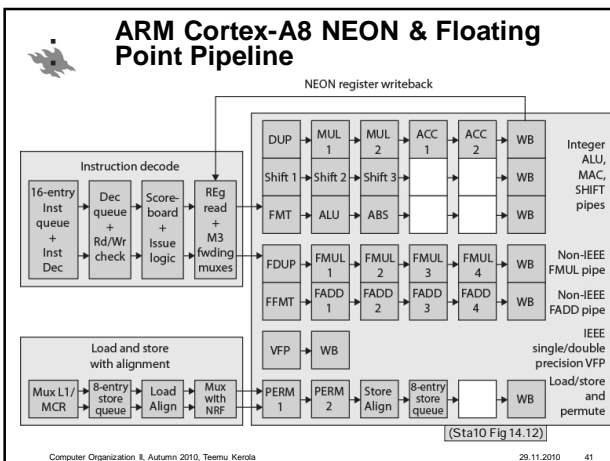 ARM Cortex-A8 NEON & Floating
Point Pipeline
NEON register writeback
Instruction decode
16-entry
Inst
queue
+
Inst
Dec
Dec
queue
+
Rd/Wr
check
Score-
board
+
Issue
logic
REg
read
+
M3
fwding
muxes
DUP
MUL
1
MUL
2
ACC
1
ACC
2
WB
Shift 1
Shift 2
Shift 3
WB
FMT
ALU
ABS
WB
Integer
ALU,
MAC,
SHIFT
pipes
FDUP
FMUL
1
FMUL
2
FMUL
3
FMUL
4
WB
Non-IEEE
FMUL pipe
FFMT
FADD
1
FADD
2
FADD
3
FADD
4
WB
Non-IEEE
FADD pipe
VFP
WB
IEEE
single/double
precision VFP
Load and store
with alignment
Mux L1/
MCR
8-entry
store
queue
Load
Align
Mux
with
NRF
PERM
1
PERM
2
Store
Align
8-entry
store
queue
WB
Load/store
and
permute
(Sta10 Fig 14.12)
Computer Organization II, Autumn 2010, Teemu Kerola
29.11.2010
41